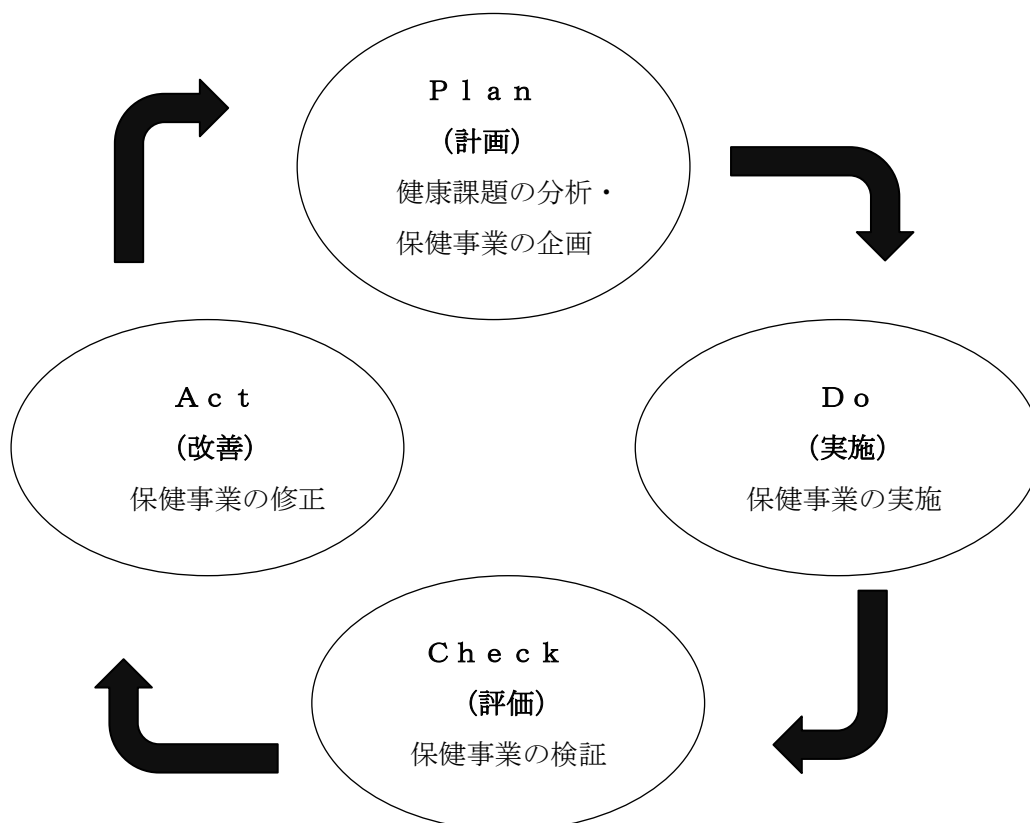 Ｐｌａｎ
（計画）
健康課題の分析・
保健事業の企画
Ａｃｔ
（改善）
保健事業の修正
Ｄｏ
（実施）
保健事業の実施
Ｃｈｅｃｋ
（評価）
保健事業の検証